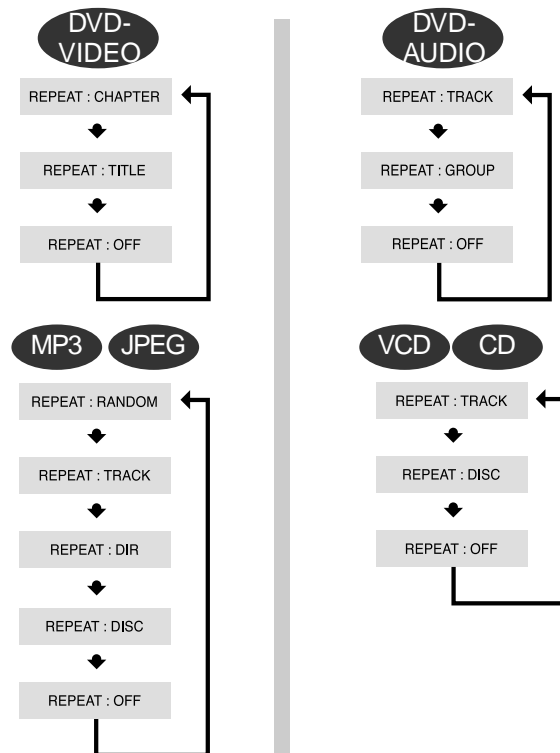 DVD-
VIDEO
REPEAT : CHAPTER
REPEAT : TITLE
REPEAT : OFF
DVD-
AUDIO
REPEAT : TRACK
REPEAT : GROUP
REPEAT : OFF
MP3 JPEG
REPEAT : RANDOM
REPEAT : TRACK
REPEAT : DIR
REPEAT : DISC
REPEAT : OFF
VCD CD
REPEAT : TRACK
REPEAT : DISC
REPEAT : OFF